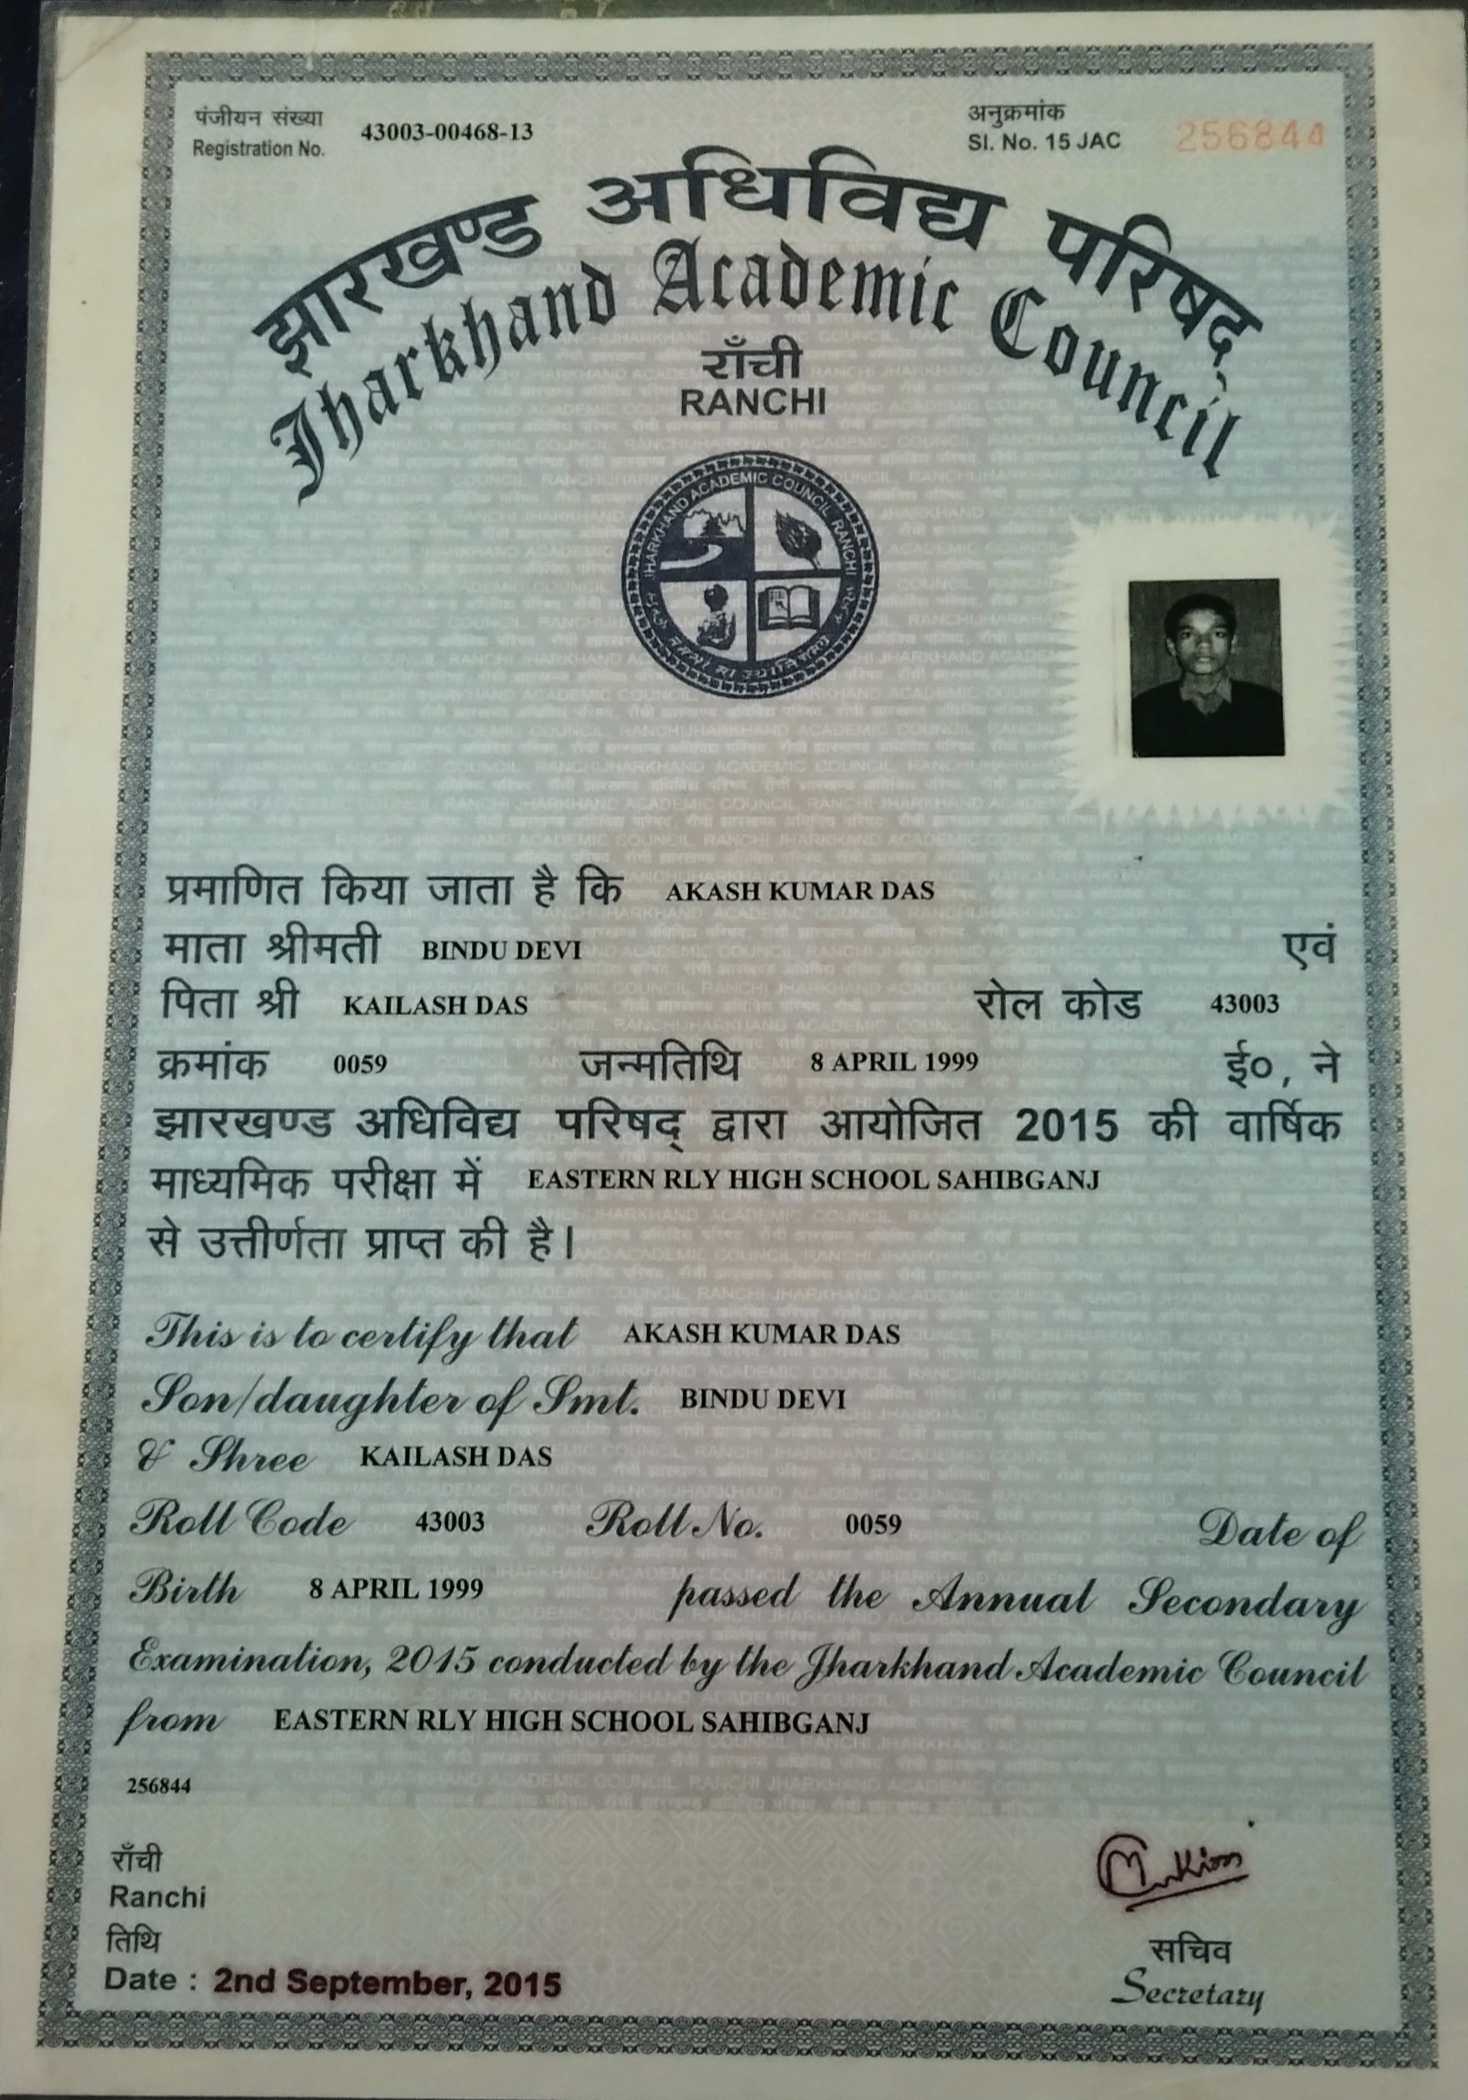 पंजीयन संख्या
Registration No. 43003-00468-13
अनुक्रमांक
Sl. No. 15 JAC 256844
झारखण्ड अधिविद्य परिषद्
Jharkhand Academic Council
राँची
RANCHI
JHARKHAND ACADEMIC COUNCIL RANCHI
प्रमाणित किया जाता है कि AKASH KUMAR DAS
माता श्रीमती BINDU DEVI एवं
पिता श्री KAILASH DAS रोल कोड 43003
क्रमांक 0059 जन्मतिथि 8 APRIL 1999 ई०, ने
झारखण्ड अधिविद्य परिषद् द्वारा आयोजित 2015 की वार्षिक
माध्यमिक परीक्षा में EASTERN RLY HIGH SCHOOL SAHIBGANJ
से उत्तीर्णता प्राप्त की है।
This is to certify that AKASH KUMAR DAS
Son/daughter of Smt. BINDU DEVI
& Shree KAILASH DAS
Roll Code 43003 Roll No. 0059 Date of
Birth 8 APRIL 1999 passed the Annual Secondary
Examination, 2015 conducted by the Jharkhand Academic Council
from EASTERN RLY HIGH SCHOOL SAHIBGANJ
256844
राँची
Ranchi
तिथि
Date : 2nd September, 2015
सचिव
Secretary